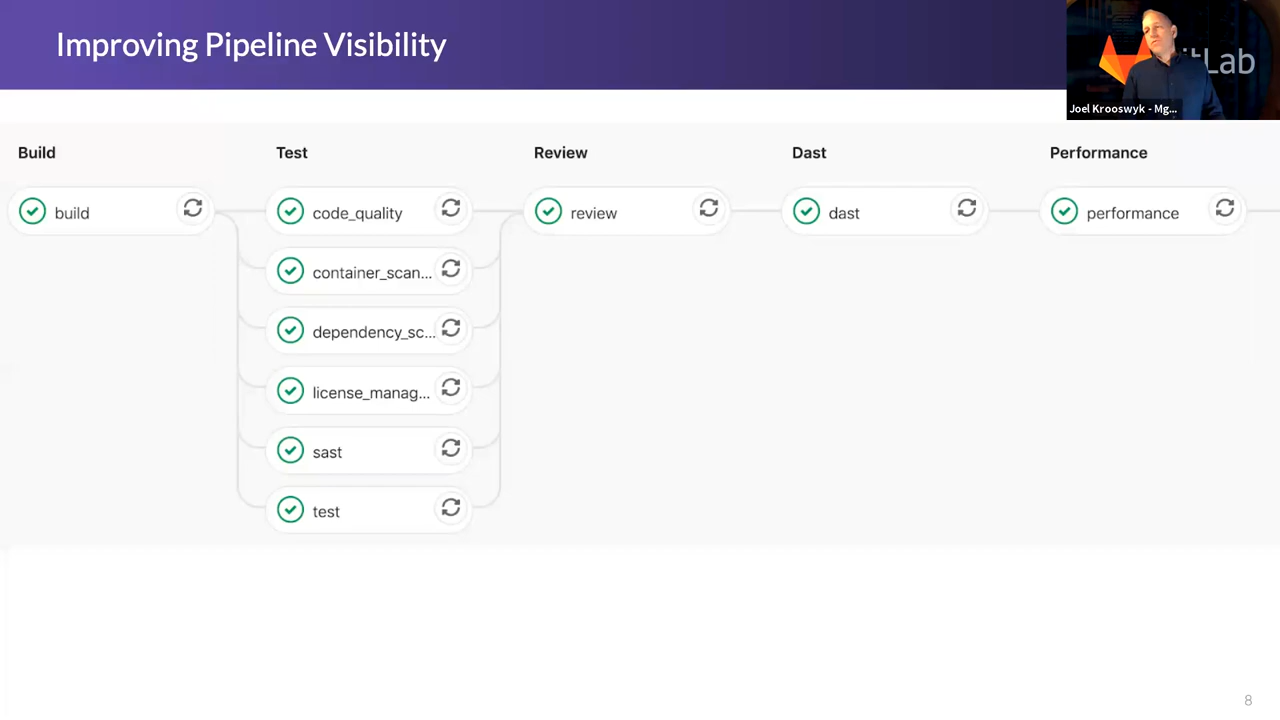 Improving Pipeline Visibility
itLab
Joel Krooswyk - Mg...
Build
Test
Review
Dast
Performance
build
code_quality
review
dast
performance
container_scan...
dependency_sc...
license_manag...
sast
test
8